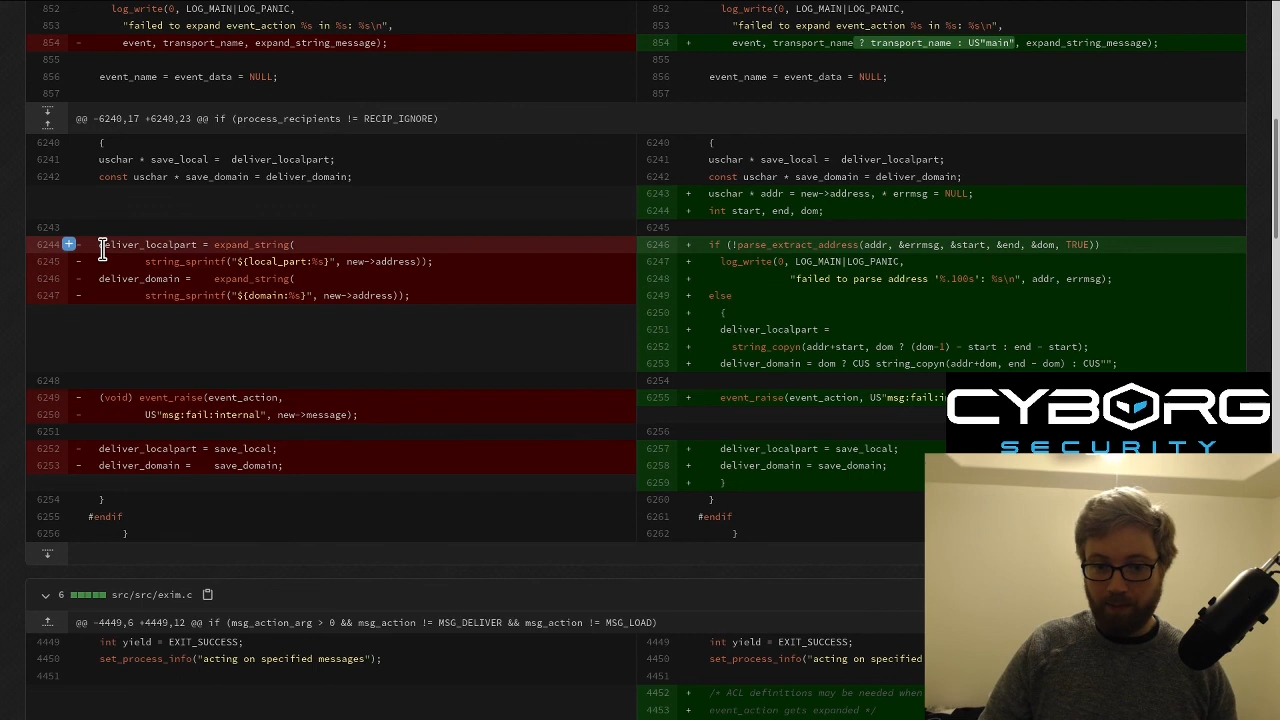 852 log_write(0, LOG_MAIN|LOG_PANIC,
853 "failed to expand event_action %s in %s: %s\n",
854 - event, transport_name, expand_string_message);
855
856 event_name = event_data = NULL;
857
852 log_write(0, LOG_MAIN|LOG_PANIC,
853 "failed to expand event_action %s in %s: %s\n",
854 + event, transport_name ? transport_name : US"main", expand_string_message);
855
856 event_name = event_data = NULL;
857
@@ -6240,17 +6240,23 @@ if (process_recipients != RECIP_IGNORE)
6240 {
6241 uschar * save_local = deliver_localpart;
6242 const uschar * save_domain = deliver_domain;
6243
6244 - deliver_localpart = expand_string(
6245 - string_sprintf("${local_part:%s}", new->address));
6246 - deliver_domain = expand_string(
6247 - string_sprintf("${domain:%s}", new->address));
6248
6249 - (void) event_raise(event_action,
6250 - US"msg:fail:internal", new->message);
6251
6252 - deliver_localpart = save_local;
6253 - deliver_domain = save_domain;
6254 }
6255 #endif
6256 }
6240 {
6241 uschar * save_local = deliver_localpart;
6242 const uschar * save_domain = deliver_domain;
6243 + uschar * addr = new->address, * errmsg = NULL;
6244 + int start, end, dom;
6245
6246 + if (!parse_extract_address(addr, &errmsg, &start, &end, &dom, TRUE))
6247 + log_write(0, LOG_MAIN|LOG_PANIC,
6248 + "failed to parse address '%.100s': %s\n", addr, errmsg);
6249 + else
6250 + {
6251 + deliver_localpart =
6252 + string_copyn(addr+start, dom ? (dom-1) - start : end - start);
6253 + deliver_domain = dom ? CUS string_copyn(addr+dom, end - dom) : CUS"";
6254
6255 + event_raise(event_action, US"msg:fail:
6256
6257 + deliver_localpart = save_local;
6258 + deliver_domain = save_domain;
6259 + }
6260 }
6261 #endif
6262 }
CYBORG
SECURITY
6 src/src/exim.c
@@ -4449,6 +4449,12 @@ if (msg_action_arg > 0 && msg_action != MSG_DELIVER && msg_action != MSG_LOAD)
4449 int yield = EXIT_SUCCESS;
4450 set_process_info("acting on specified messages");
4451
4449 int yield = EXIT_SUCCESS;
4450 set_process_info("acting on specified
4451
4452 + /* ACL definitions may be needed when
4453 + event_action gets expanded */